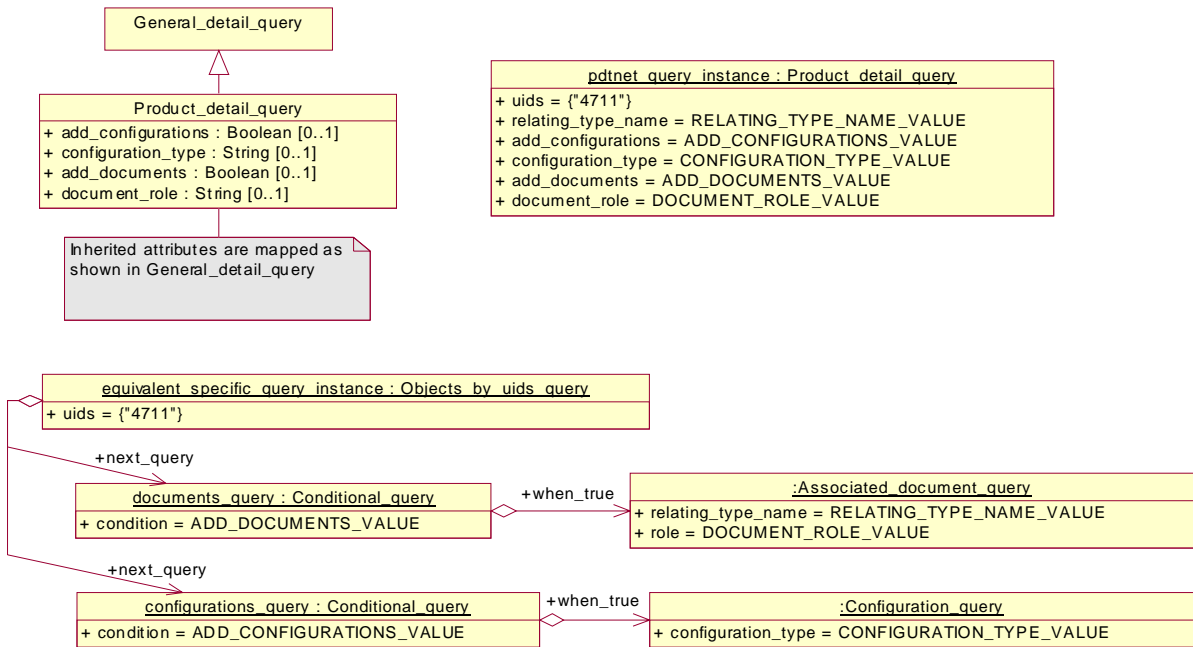 General_detail_query
Product_detail_query
+ add_configurations : Boolean [0..1]
+ configuration_type : String [0..1]
+ add_documents : Boolean [0..1]
+ document_role : String [0..1]
Inherited attributes are mapped as
shown in General_detail_query
pdtnet_query_instance : Product_detail_query
+ uids = {"4711"}
+ relating_type_name = RELATING_TYPE_NAME_VALUE
+ add_configurations = ADD_CONFIGURATIONS_VALUE
+ configuration_type = CONFIGURATION_TYPE_VALUE
+ add_documents = ADD_DOCUMENTS_VALUE
+ document_role = DOCUMENT_ROLE_VALUE
equivalent_specific_query_instance : Objects_by_uids_query
+ uids = {"4711"}
+next_query
documents_query : Conditional_query
+ condition = ADD_DOCUMENTS_VALUE
+when_true
:Associated_document_query
+ relating_type_name = RELATING_TYPE_NAME_VALUE
+ role = DOCUMENT_ROLE_VALUE
+next_query
configurations_query : Conditional_query
+ condition = ADD_CONFIGURATIONS_VALUE
+when_true
:Configuration_query
+ configuration_type = CONFIGURATION_TYPE_VALUE